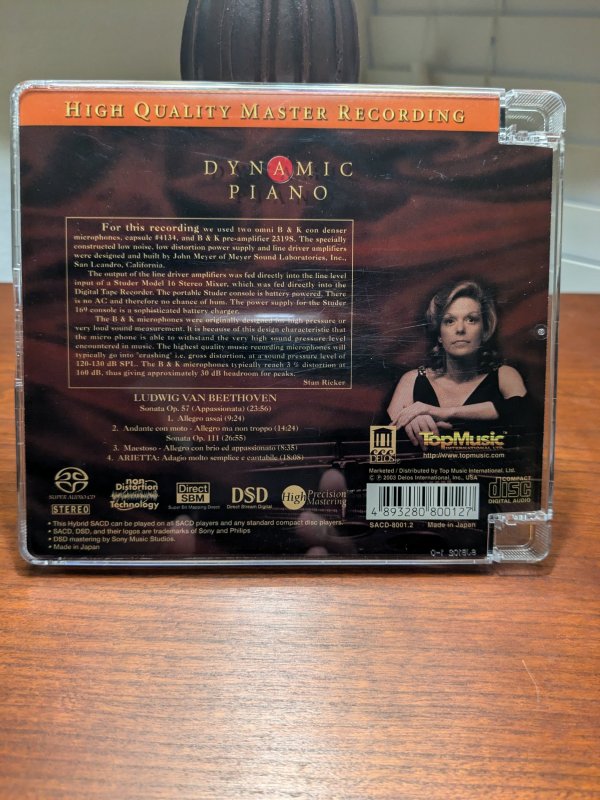 HIGH QUALITY MASTER RECORDING
DYNAMIC
PIANO
For this recording we used two omni B & K con denser
microphones, capsule #4134, and B & K pre-amplifier 2319S. The specially
constructed low noise, low distortion power supply and line driver amplifiers
were designed and built by John Meyer of Meyer Sound Laboratories, Inc.,
San Leandro, California.
The output of the line driver amplifiers was fed directly into the line level
input of a Studer Model 16 Stereo Mixer, which was fed directly into the
Digital Tape Recorder. The portable Studer console is battery powered. There
is no AC and therefore no chance of hum. The power supply for the Studer
169 console is a sophisticated battery charger.
The B & K microphones were originally designed for high pressure or
very loud sound measurement. It is because of this design characteristic that
the micro phone is able to withstand the very high sound pressure level
encountered in music. The highest quality music recording microphones will
typically go into "crashing" i.e. gross distortion, at a sound pressure level of
120-130 dB SPL. The B & K microphones typically reach 3 % distortion at
160 dB, thus giving approximately 30 dB headroom for peaks.
Stan Ricker
LUDWIG VAN BEETHOVEN
Sonata Op. 57 (Appassionata) (23:56)
1. Allegro assai (9:24)
2. Andante con moto - Allegro ma non troppo (14:24)
Sonata Op. 111 (26:55)
3. Maestoso - Allegro con brio ed appassionato (8:35)
4. ARIETTA: Adagio molto semplice e cantabile (18:08)
DELOS
TopMusic
INTERNATIONAL LTD.
http://www.topmusic.com
Marketed / Distributed by Top Music International. Ltd.
© ℗ 2003 Delos International, Inc., USA
SUPER AUDIO CD
STEREO
non-
Distortion
Technology
Direct
SBM
Super Bit Mapping Direct
DSD
Direct Stream Digital
High Precision
Mastering
4 893280 800127
SACD-8001.2 Made in Japan
COMPACT
disc
DIGITAL AUDIO
• This Hybrid SACD can be played on all SACD players and any standard compact disc players.
• SACD, DSD, and their logos are trademarks of Sony and Philips
• DSD mastering by Sony Music Studios.
• Made in Japan